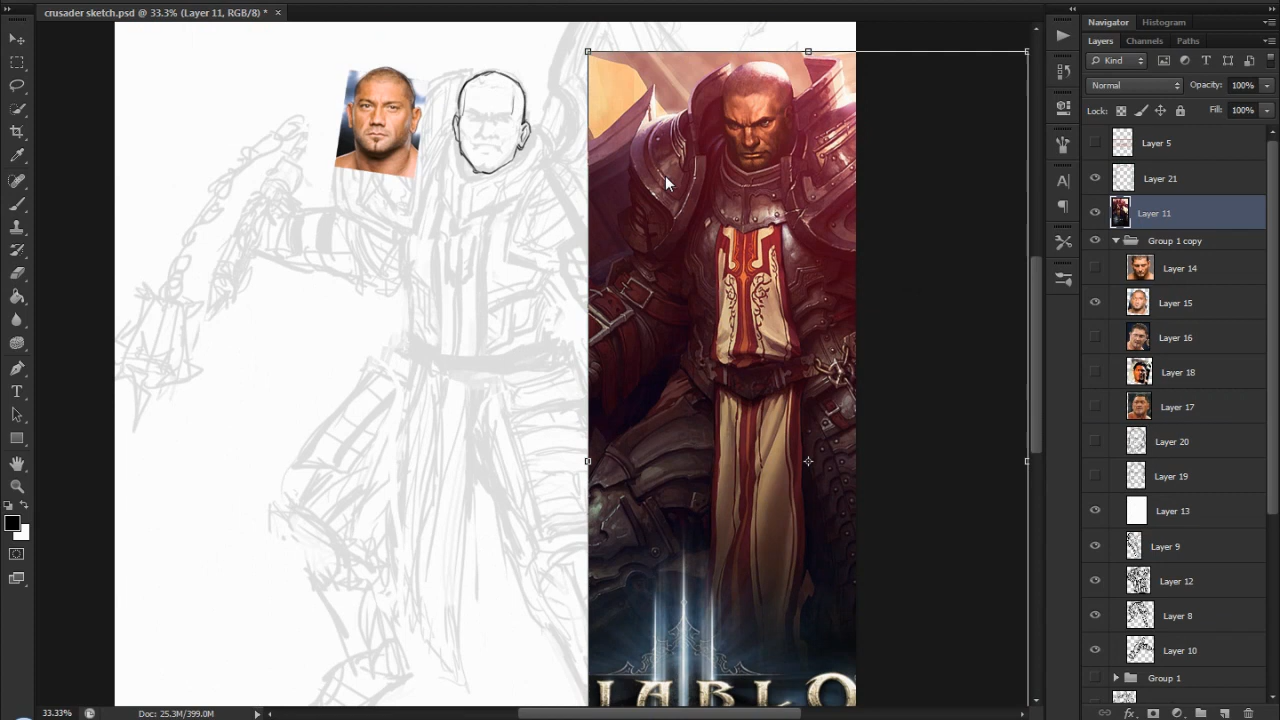 crusader sketch.psd @ 33.3% (Layer 11, RGB/8) * ×
Navigator Histogram
Layers Channels Paths
Kind T
Normal Opacity: 100%
Lock: Fill: 100%
Layer 5
Layer 21
Layer 11
Group 1 copy
Layer 14
Layer 15
Layer 16
Layer 18
Layer 17
Layer 20
Layer 19
Layer 13
Layer 9
Layer 12
Layer 8
Layer 10
Group 1
IABLO
33.33% Doc: 25.3M/399.0M